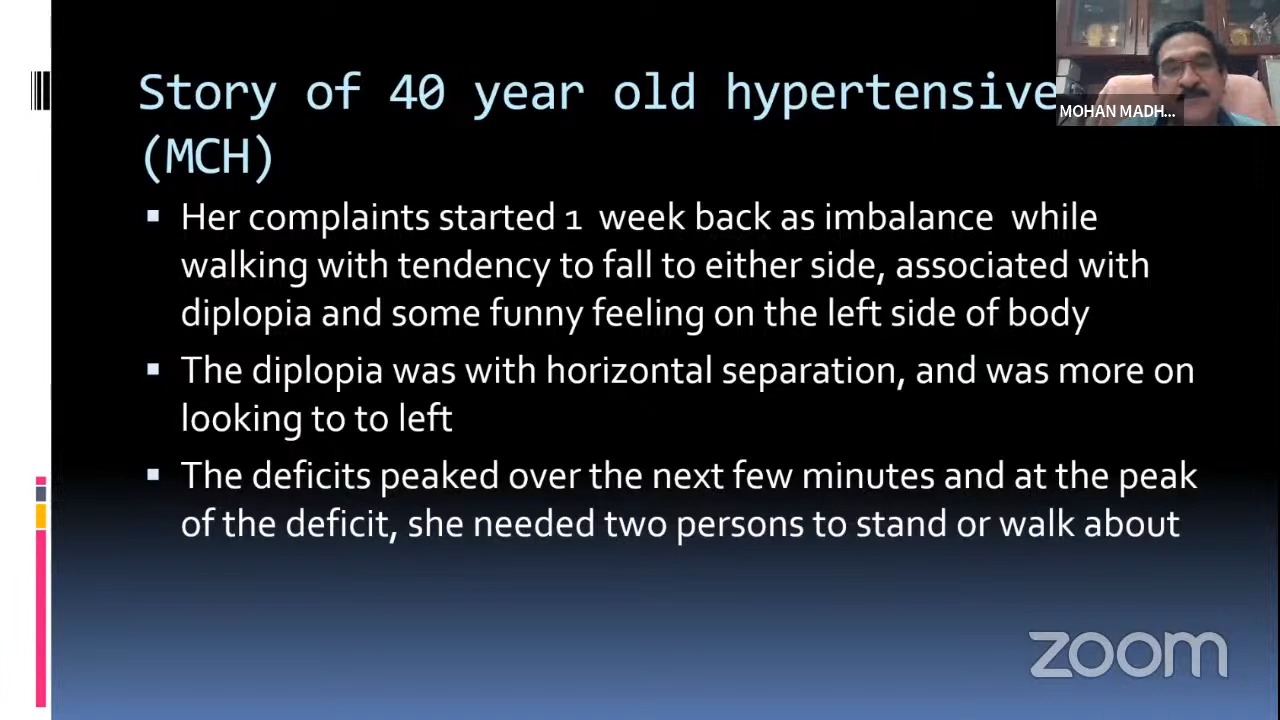 Story of 40 year old hypertensive
(MCH)
MOHAN MADH...
Her complaints started 1 week back as imbalance while
walking with tendency to fall to either side, associated with
diplopia and some funny feeling on the left side of body
The diplopia was with horizontal separation, and was more on
looking to to left
The deficits peaked over the next few minutes and at the peak
of the deficit, she needed two persons to stand or walk about
zoom